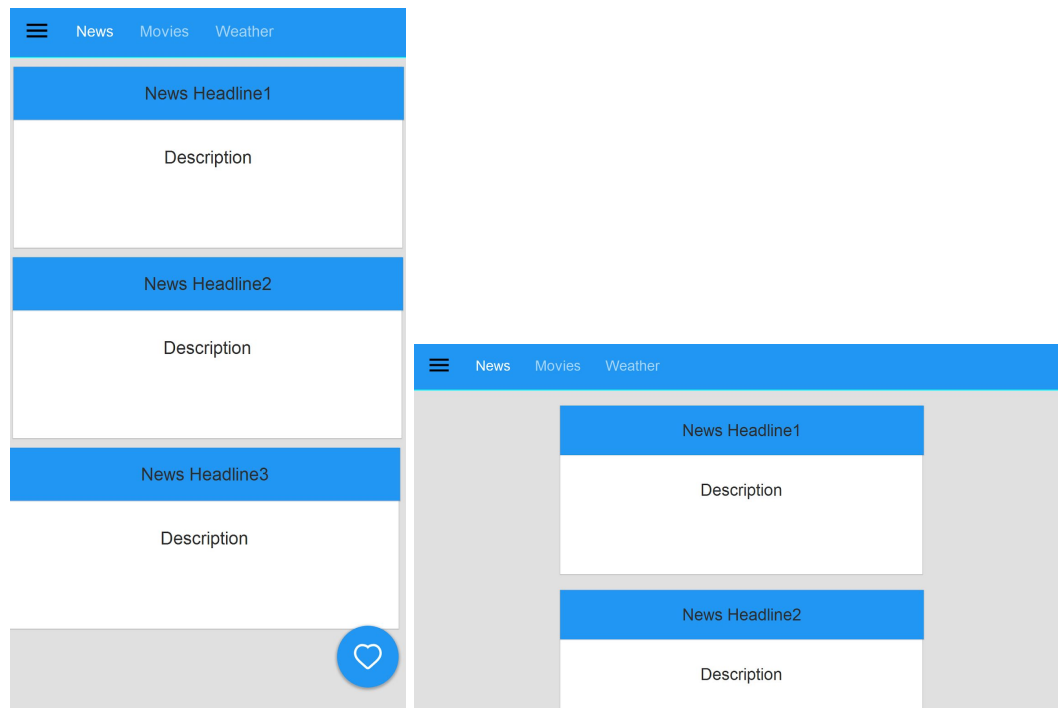 News Movies Weather
News Headline1
Description
News Headline2
Description
News Headline3
Description
News Movies Weather
News Headline1
Description
News Headline2
Description